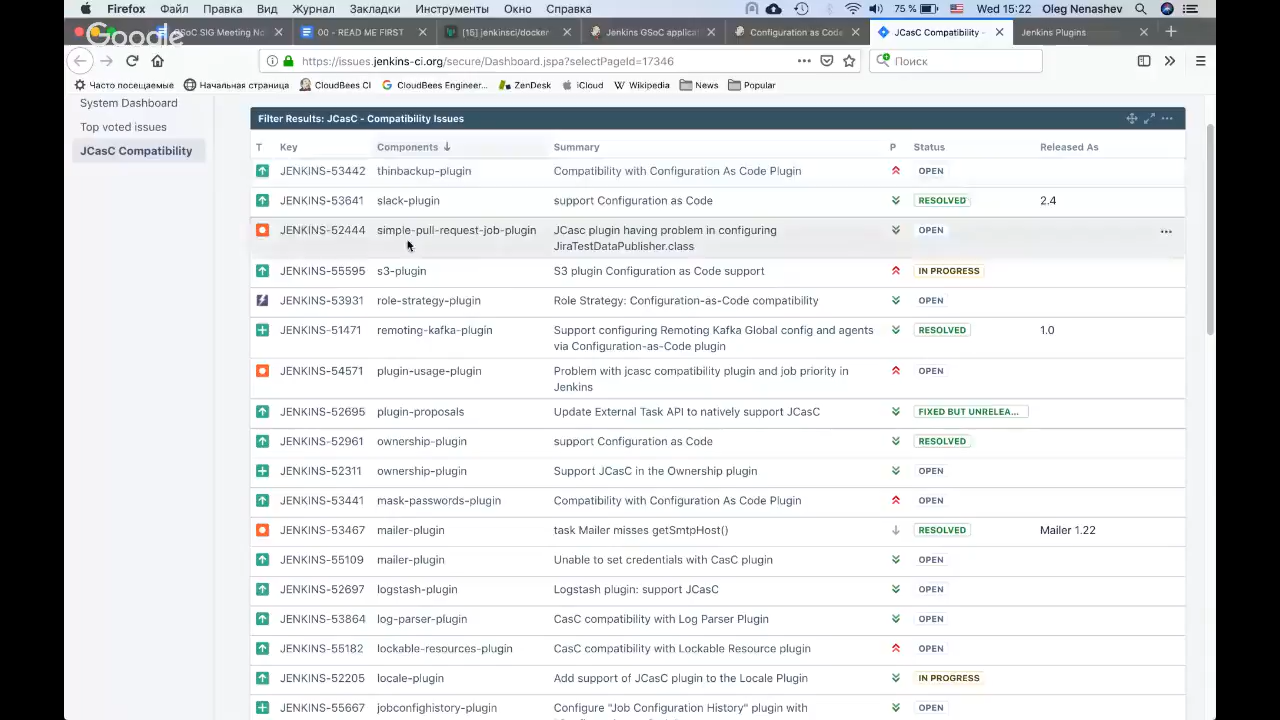 Firefox Файл Правка Вид Журнал Закладки Инструменты Окно Справка 75 % Wed 15:22 Oleg Nenashev
Google
SoC SIG Meeting No 00 - READ ME FIRST [16] jenkinsci/docker Jenkins GSoC applicat Configuration as Code JCasC Compatibility - Jenkins Plugins
https://issues.jenkins-ci.org/secure/Dashboard.jspa?selectPageId=17346 Поиск
Часто посещаемые Начальная страница CloudBees CI CloudBees Engineer... ZenDesk iCloud Wikipedia News Popular
System Dashboard
Top voted issues
JCasC Compatibility
Filter Results: JCasC - Compatibility Issues
T Key Components Summary P Status Released As
JENKINS-53442 thinbackup-plugin Compatibility with Configuration As Code Plugin OPEN
JENKINS-53641 slack-plugin support Configuration as Code RESOLVED 2.4
JENKINS-52444 simple-pull-request-job-plugin JCasc plugin having problem in configuring OPEN
JiraTestDataPublisher.class
JENKINS-55595 s3-plugin S3 plugin Configuration as Code support IN PROGRESS
JENKINS-53931 role-strategy-plugin Role Strategy: Configuration-as-Code compatibility OPEN
JENKINS-51471 remoting-kafka-plugin Support configuring Remoting Kafka Global config and agents RESOLVED 1.0
via Configuration-as-Code plugin
JENKINS-54571 plugin-usage-plugin Problem with jcasc compatibility plugin and job priority in OPEN
Jenkins
JENKINS-52695 plugin-proposals Update External Task API to natively support JCasC FIXED BUT UNRELEA...
JENKINS-52961 ownership-plugin support Configuration as Code RESOLVED
JENKINS-52311 ownership-plugin Support JCasC in the Ownership plugin OPEN
JENKINS-53441 mask-passwords-plugin Compatibility with Configuration As Code Plugin OPEN
JENKINS-53467 mailer-plugin task Mailer misses getSmtpHost() RESOLVED Mailer 1.22
JENKINS-55109 mailer-plugin Unable to set credentials with CasC plugin OPEN
JENKINS-52697 logstash-plugin Logstash plugin: support JCasC OPEN
JENKINS-53864 log-parser-plugin CasC compatibility with Log Parser Plugin OPEN
JENKINS-55182 lockable-resources-plugin CasC compatibility with Lockable Resource plugin OPEN
JENKINS-52205 locale-plugin Add support of JCasC plugin to the Locale Plugin IN PROGRESS
JENKINS-55667 jobconfighistory-plugin Configure "Job Configuration History" plugin with OPEN